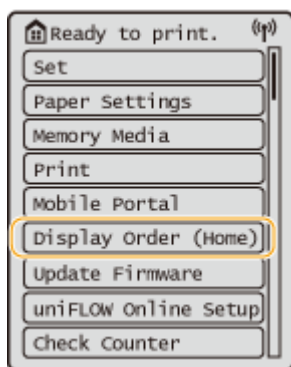 Ready to print.
Set
Paper Settings
Memory Media
Print
Mobile Portal
Display Order (Home)
Update Firmware
uniFLOW Online Setup
Check Counter